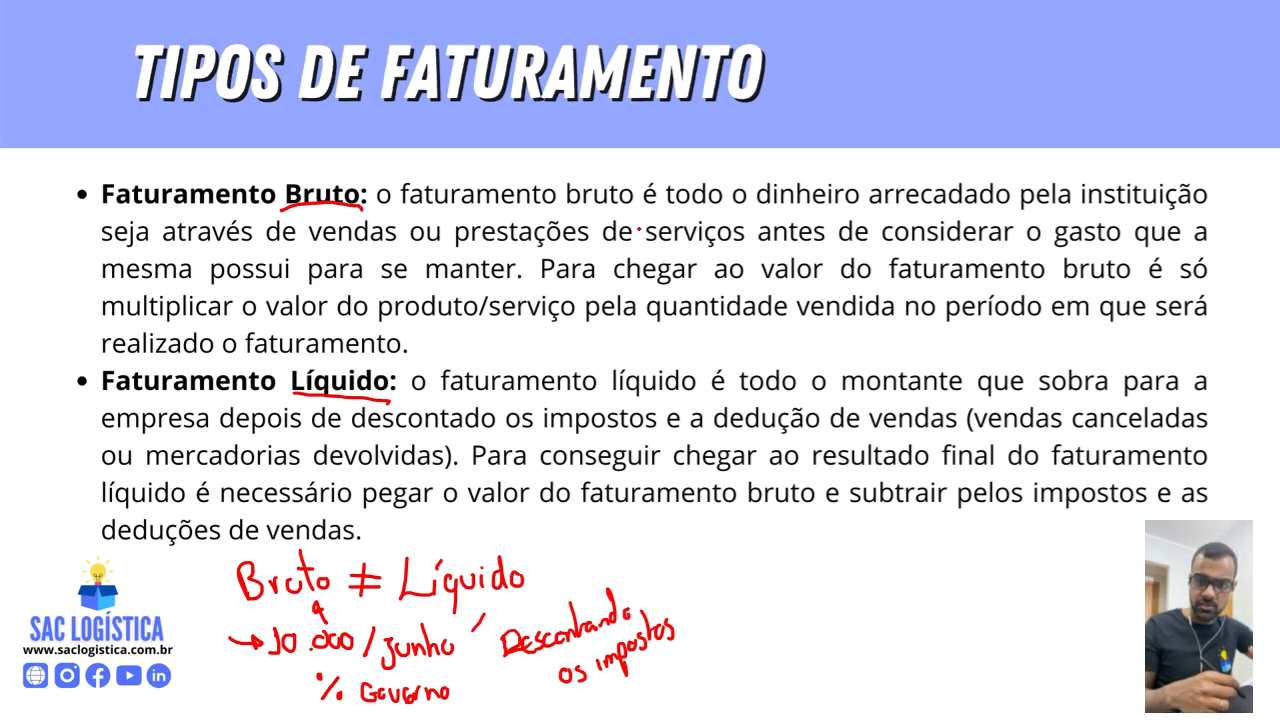 TIPOS DE FATURAMENTO
• Faturamento Bruto: o faturamento bruto é todo o dinheiro arrecadado pela instituição
seja através de vendas ou prestações de serviços antes de considerar o gasto que a
mesma possui para se manter. Para chegar ao valor do faturamento bruto é só
multiplicar o valor do produto/serviço pela quantidade vendida no período em que será
realizado o faturamento.
• Faturamento Líquido: o faturamento líquido é todo o montante que sobra para a
empresa depois de descontado os impostos e a dedução de vendas (vendas canceladas
ou mercadorias devolvidas). Para conseguir chegar ao resultado final do faturamento
líquido é necessário pegar o valor do faturamento bruto e subtrair pelos impostos e as
deduções de vendas.
Bruto ≠ Líquido
→ 10.000 / junho
Descontando
os impostos
% Governo
SAC LOGÍSTICA
www.saclogistica.com.br